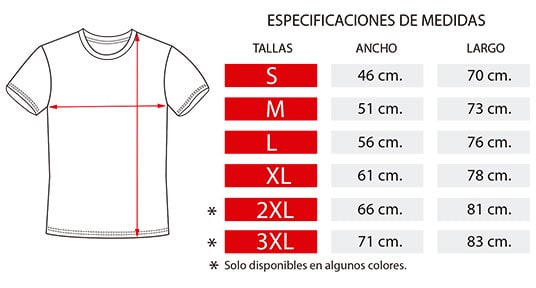 ESPECIFICACIONES DE MEDIDAS
TALLAS ANCHO LARGO
S 46 cm. 70 cm.
M 51 cm. 73 cm.
L 56 cm. 76 cm.
XL 61 cm. 78 cm.
* 2XL 66 cm. 81 cm.
* 3XL 71 cm. 83 cm.
* Solo disponibles en algunos colores.